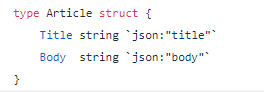 type Article struct {
    Title string `json:"title"`
    Body  string `json:"body"`
}